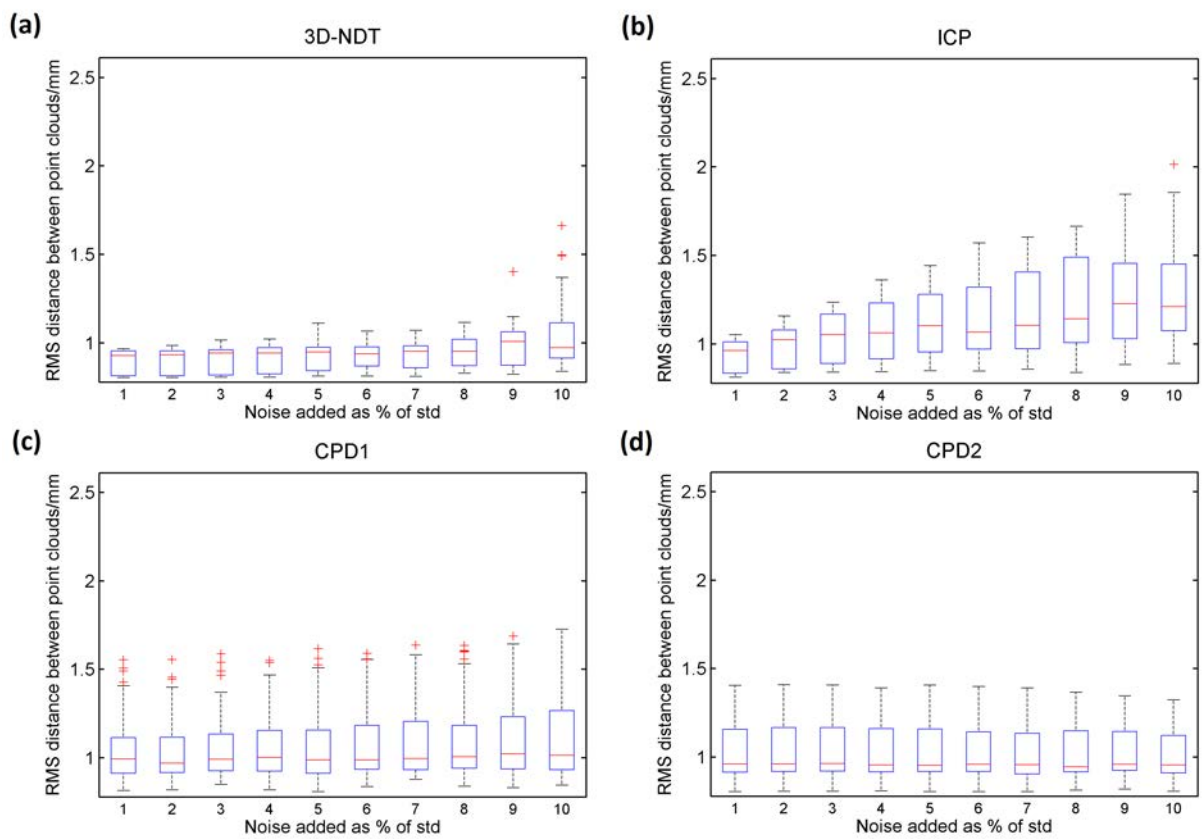 (a)
3D-NDT
RMS distance between point clouds/mm
2.5
2
1.5
1
1 2 3 4 5 6 7 8 9 10
Noise added as % of std
(b)
ICP
RMS distance between point clouds/mm
2.5
2
1.5
1
1 2 3 4 5 6 7 8 9 10
Noise added as % of std
(c)
CPD1
RMS distance between point clouds/mm
2.5
2
1.5
1
1 2 3 4 5 6 7 8 9 10
Noise added as % of std
(d)
CPD2
RMS distance between point clouds/mm
2.5
2
1.5
1
1 2 3 4 5 6 7 8 9 10
Noise added as % of std